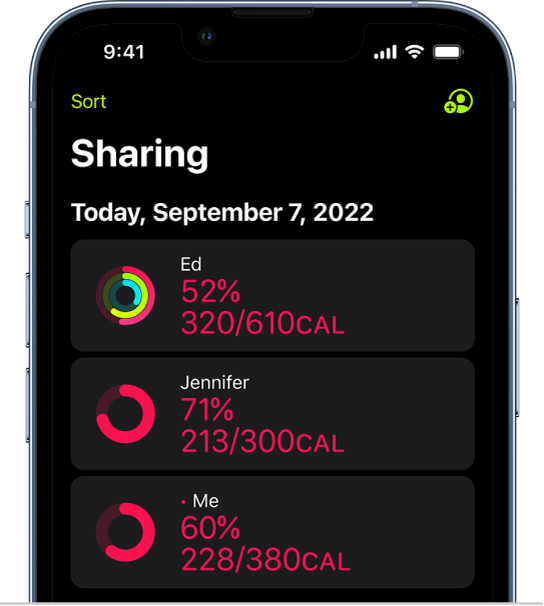 9:41
Sort
Sharing
Today, September 7, 2022
Ed
52%
320/610CAL
Jennifer
71%
213/300CAL
• Me
60%
228/380CAL